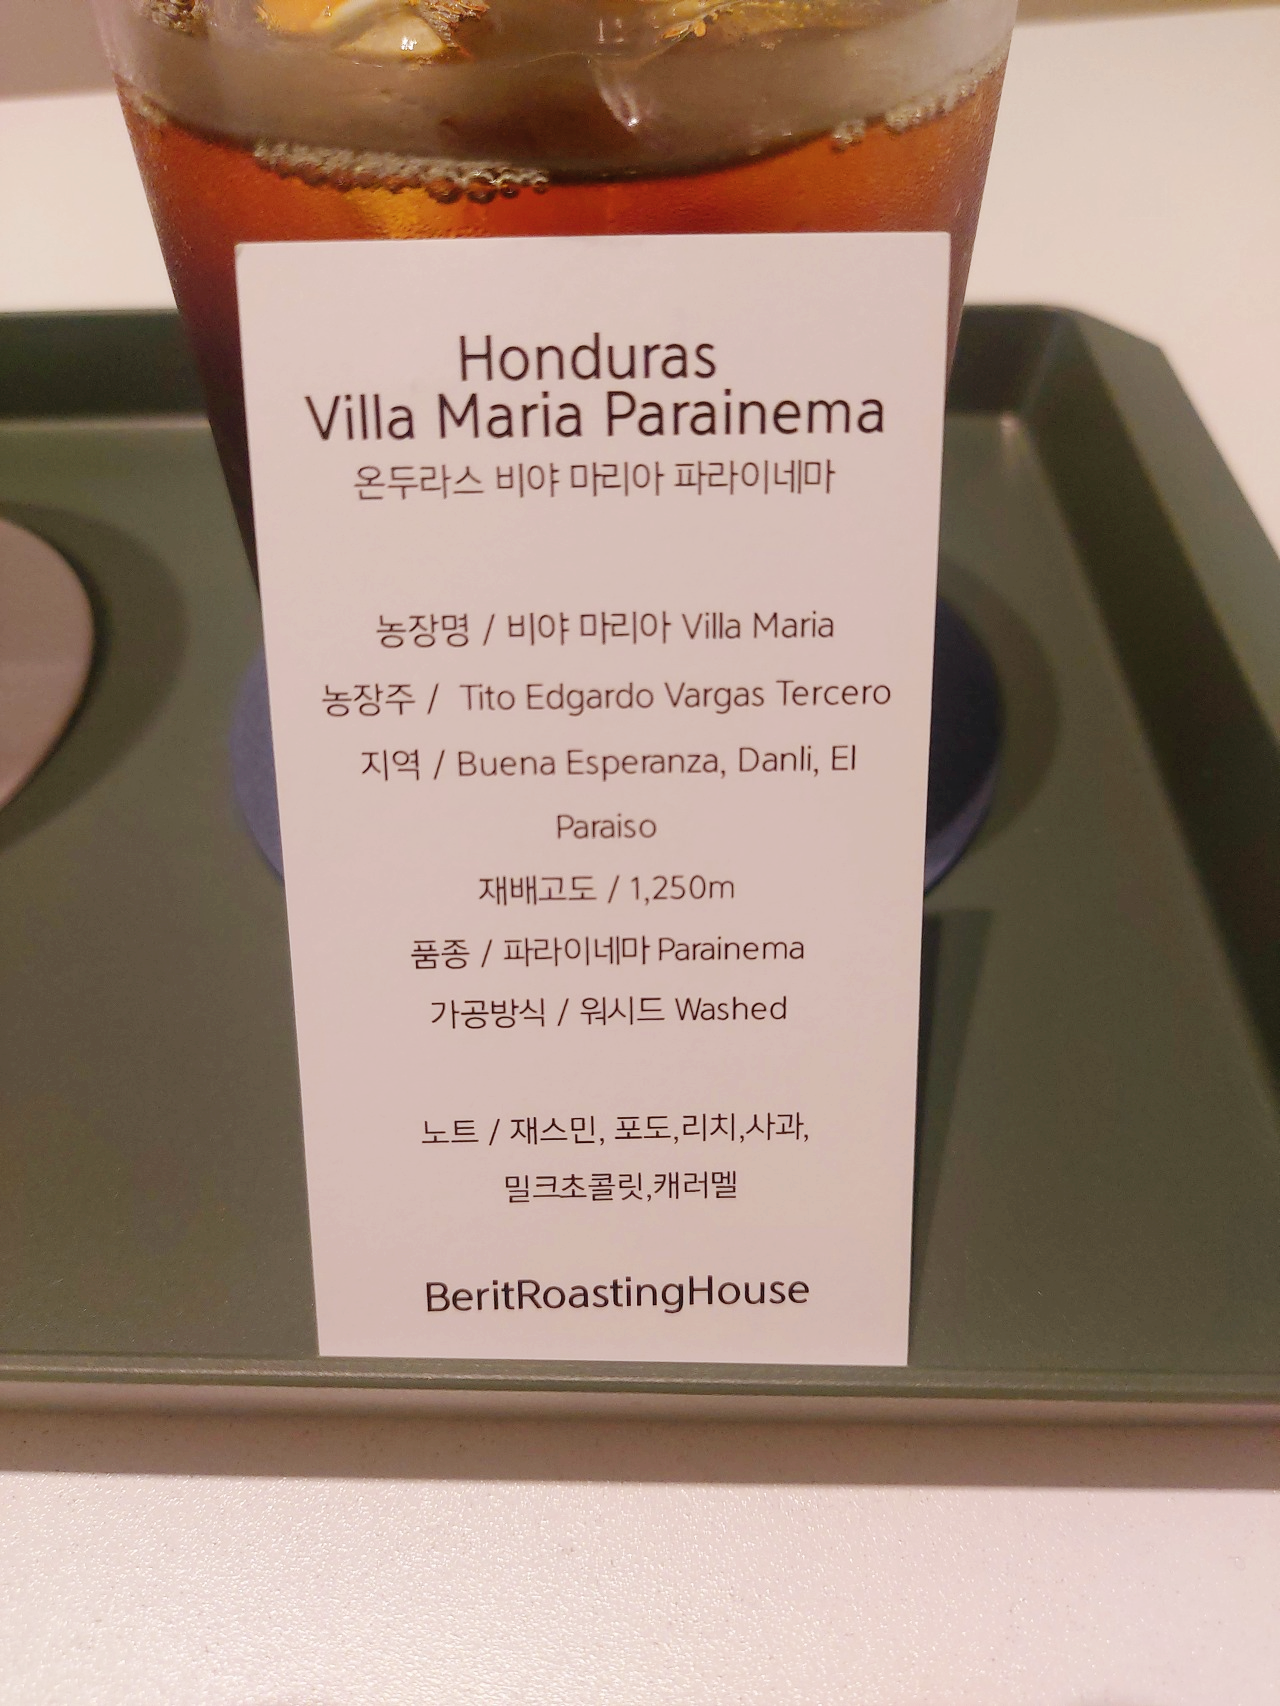 Honduras
Villa Maria Parainema
온두라스 비야 마리아 파라이네마
농장명 / 비야 마리아 Villa Maria
농장주 / Tito Edgardo Vargas Tercero
지역 / Buena Esperanza, Danli, El
Paraiso
재배고도 / 1,250m
품종 / 파라이네마 Parainema
가공방식 / 워시드 Washed
노트 / 재스민, 포도,리치,사과,
밀크초콜릿,캐러멜
BeritRoastingHouse